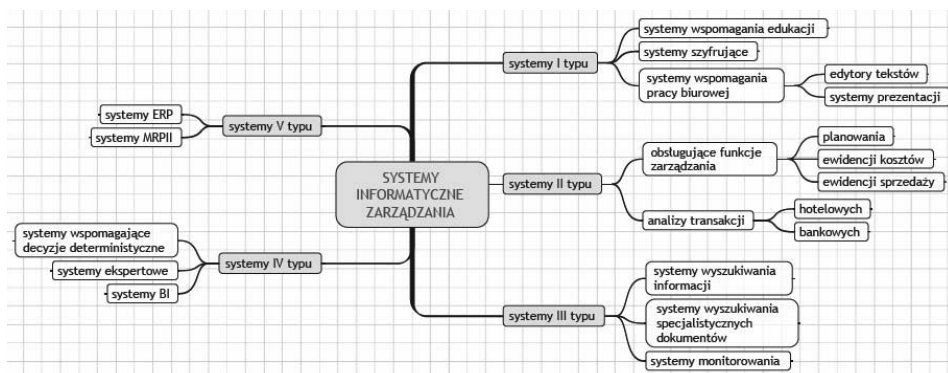 SYSTEMY
INFORMATYCZNE
ZARZĄDZANIA
systemy I typu
systemy wspomagania edukacji
systemy szyfrujące
systemy wspomagania
pracy biurowej
edytory tekstów
systemy prezentacji
systemy II typu
obsługujące funkcje
zarządzania
planowania
ewidencji kosztów
ewidencji sprzedaży
analizy transakcji
hotelowych
bankowych
systemy III typu
systemy wyszukiwania
informacji
systemy wyszukiwania
specjalistycznych
dokumentów
systemy monitorowania
systemy V typu
systemy ERP
systemy MRPII
systemy IV typu
systemy wspomagające
decyzje deterministyczne
systemy ekspertowe
systemy BI